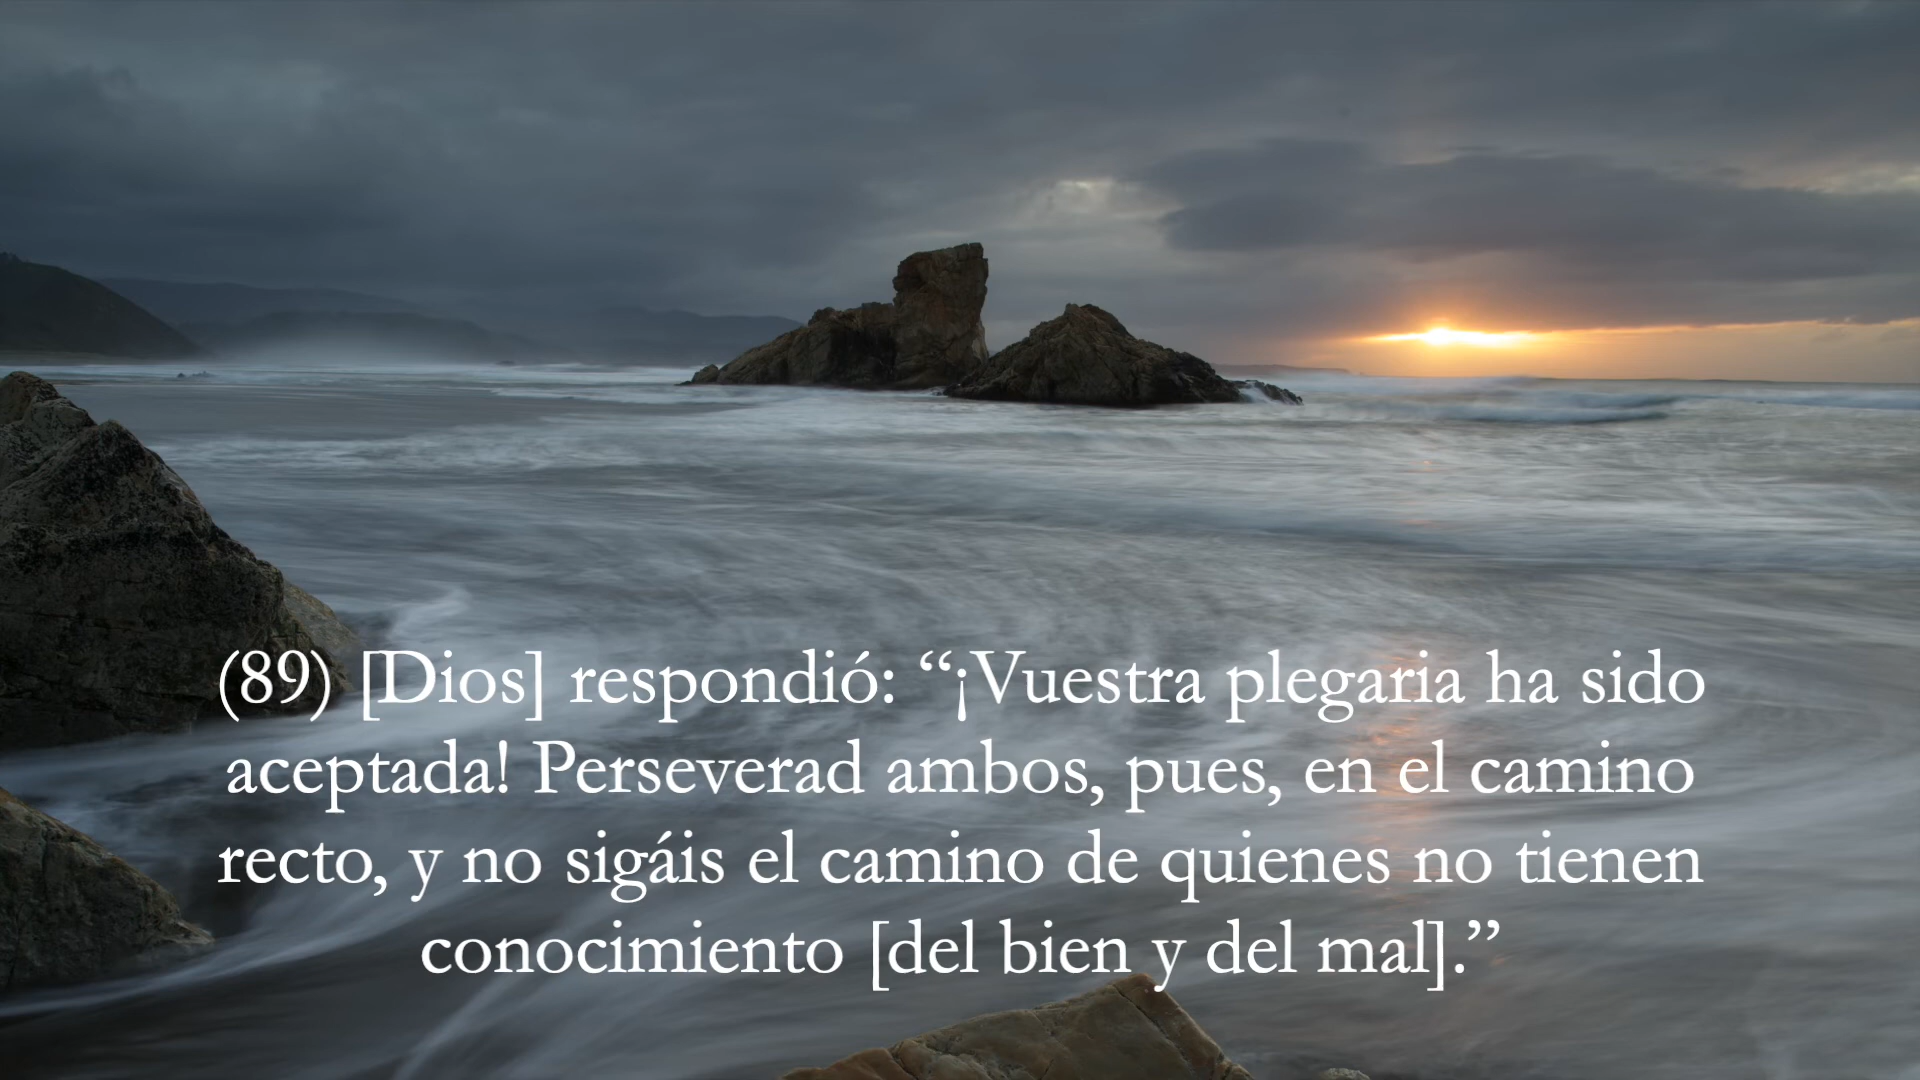 (89) [Dios] respondió: “¡Vuestra plegaria ha sido
aceptada! Perseverad ambos, pues, en el camino
recto, y no sigáis el camino de quienes no tienen
conocimiento [del bien y del mal].”